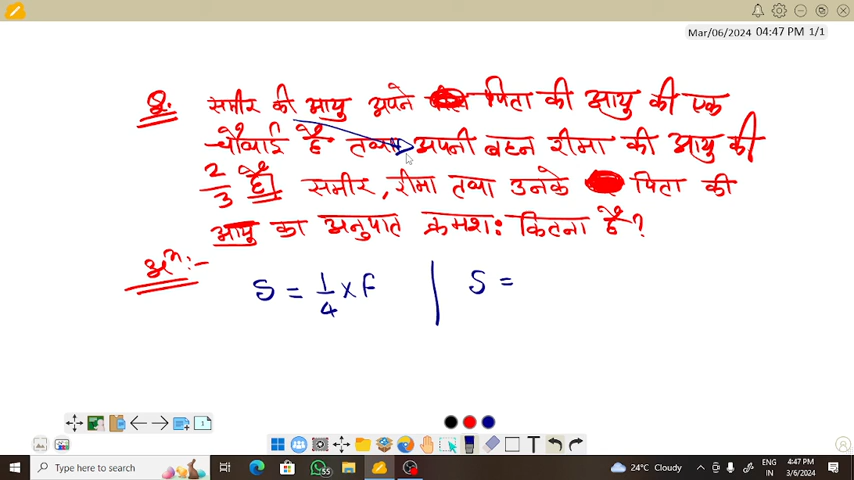 Mar/06/2024 04:47 PM 1/1
Q. समीर की आयु अपने पिता की आयु की एक
चौथाई है तथा अपनी बहन रीमा की आयु की
2/3 है। समीर, रीमा तथा उनके पिता की
आयु का अनुपात क्रमश: कितना है?
S = 1/4 × F | S =
1
T
Type here to search
55
24°C Cloudy
ENG
IN
4:47 PM
3/6/2024